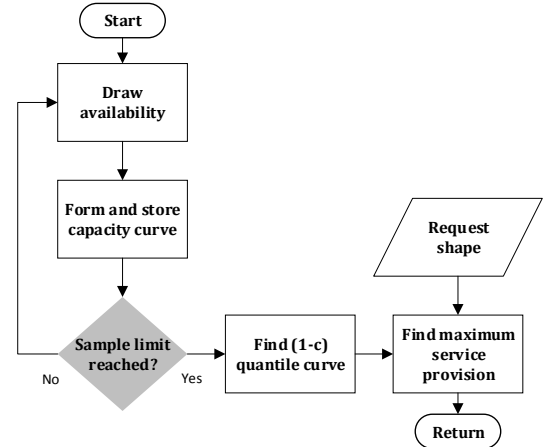 Start
Draw
availability
Form and store
capacity curve
Request
shape
Sample limit
reached?
No
Yes
Find (1-c)
quantile curve
Find maximum
service
provision
Return